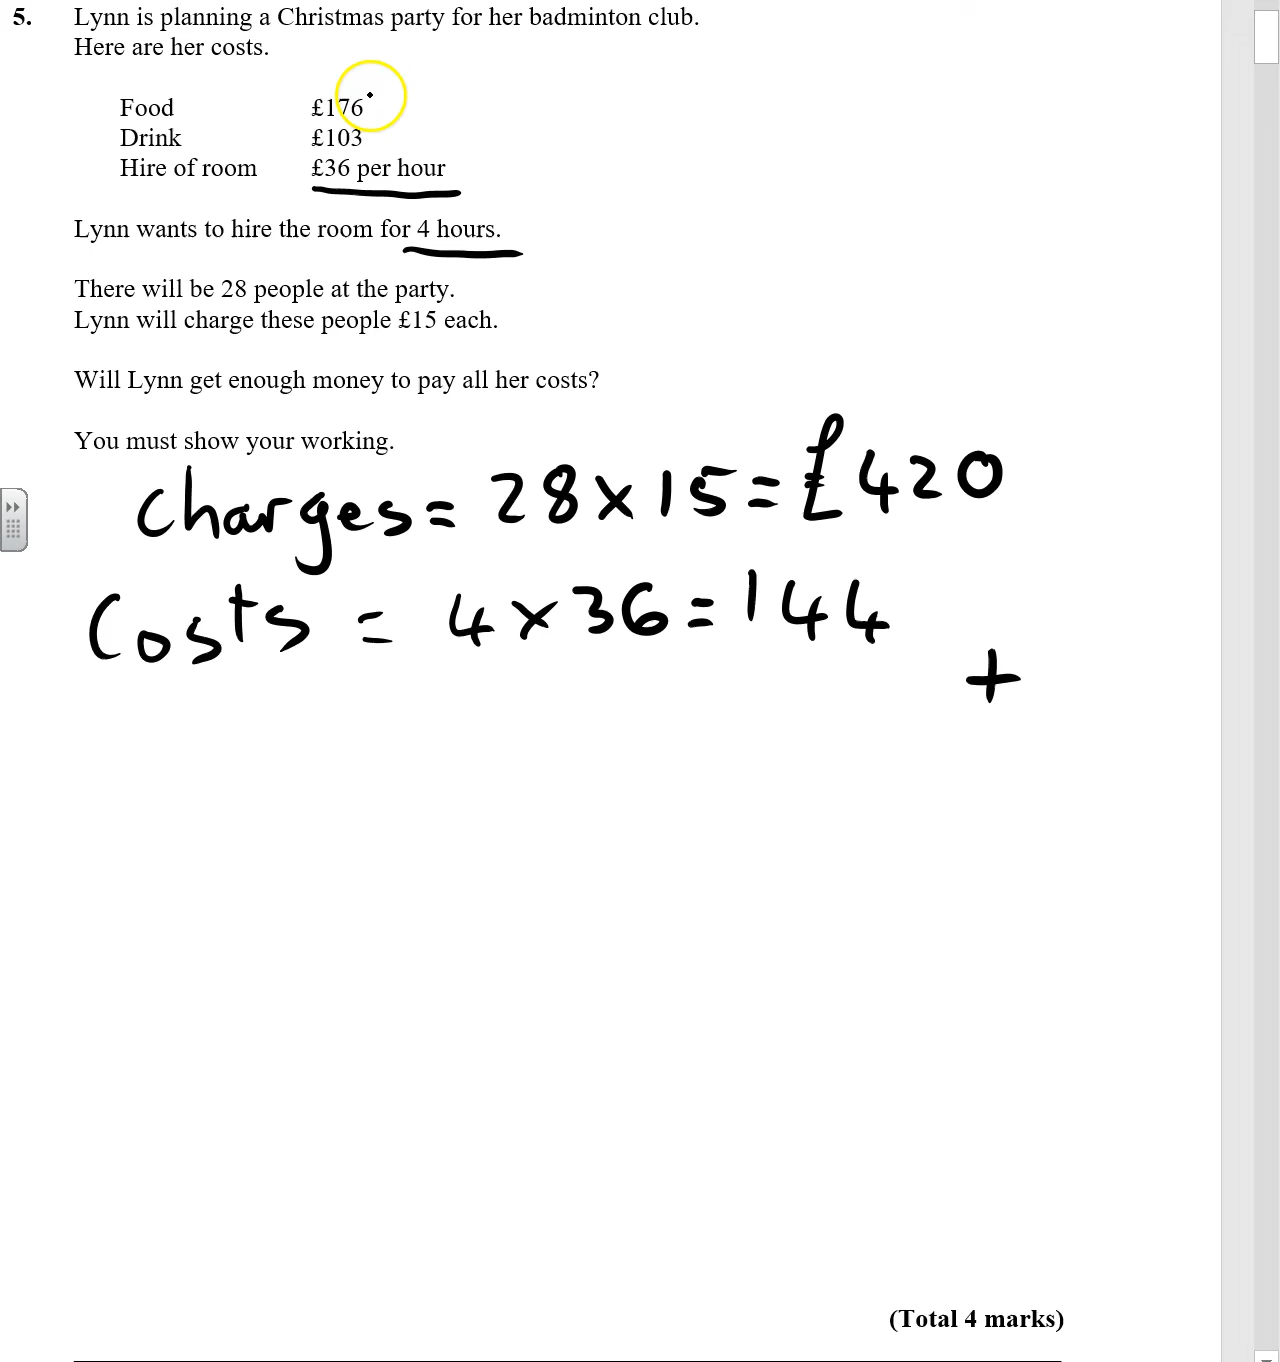 5. Lynn is planning a Christmas party for her badminton club.
Here are her costs.
Food £176
Drink £103
Hire of room £36 per hour
Lynn wants to hire the room for 4 hours.
There will be 28 people at the party.
Lynn will charge these people £15 each.
Will Lynn get enough money to pay all her costs?
You must show your working.
charges = 28 x 15 = £420
Costs = 4 x 36 = 144
+
(Total 4 marks)